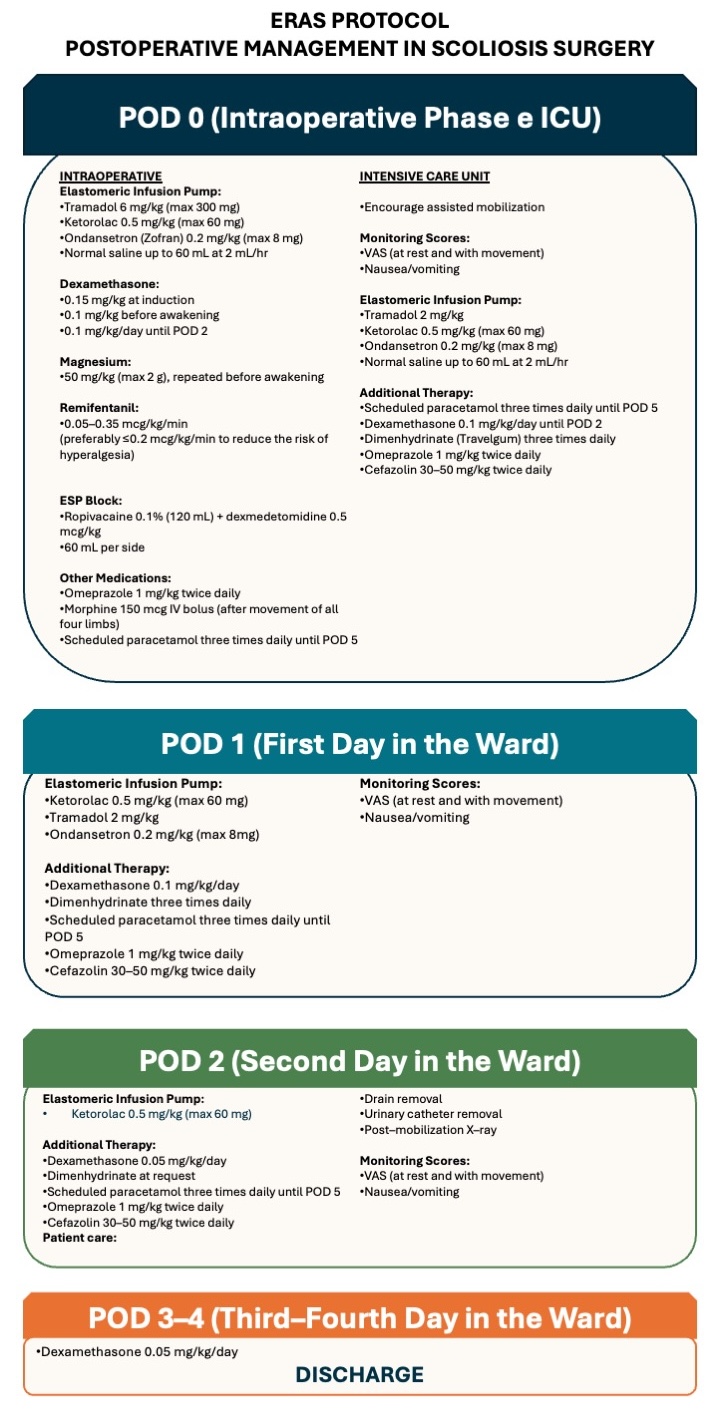 ERAS PROTOCOL
POSTOPERATIVE MANAGEMENT IN SCOLIOSIS SURGERY
POD 0 (Intraoperative Phase e ICU)
INTRAOPERATIVE
Elastomeric Infusion Pump:
•Tramadol 6 mg/kg (max 300 mg)
•Ketorolac 0.5 mg/kg (max 60 mg)
•Ondansetron (Zofran) 0.2 mg/kg (max 8 mg)
•Normal saline up to 60 mL at 2 mL/hr
Dexamethasone:
•0.15 mg/kg at induction
•0.1 mg/kg before awakening
•0.1 mg/kg/day until POD 2
Magnesium:
•50 mg/kg (max 2 g), repeated before awakening
Remifentanil:
•0.05–0.35 mcg/kg/min
(preferably ≤0.2 mcg/kg/min to reduce the risk of
hyperalgesia)
ESP Block:
•Ropivacaine 0.1% (120 mL) + dexmedetomidine 0.5
mcg/kg
•60 mL per side
Other Medications:
•Omeprazole 1 mg/kg twice daily
•Morphine 150 mcg IV bolus (after movement of all
four limbs)
•Scheduled paracetamol three times daily until POD 5
INTENSIVE CARE UNIT
•Encourage assisted mobilization
Monitoring Scores:
•VAS (at rest and with movement)
•Nausea/vomiting
Elastomeric Infusion Pump:
•Tramadol 2 mg/kg
•Ketorolac 0.5 mg/kg (max 60 mg)
•Ondansetron 0.2 mg/kg (max 8 mg)
•Normal saline up to 60 mL at 2 mL/hr
Additional Therapy:
•Scheduled paracetamol three times daily until POD 5
•Dexamethasone 0.1 mg/kg/day until POD 2
•Dimenhydrinate (Travelgum) three times daily
•Omeprazole 1 mg/kg twice daily
•Cefazolin 30–50 mg/kg twice daily
POD 1 (First Day in the Ward)
Elastomeric Infusion Pump:
•Ketorolac 0.5 mg/kg (max 60 mg)
•Tramadol 2 mg/kg
•Ondansetron 0.2 mg/kg (max 8mg)
Additional Therapy:
•Dexamethasone 0.1 mg/kg/day
•Dimenhydrinate three times daily
•Scheduled paracetamol three times daily until
POD 5
•Omeprazole 1 mg/kg twice daily
•Cefazolin 30–50 mg/kg twice daily
Monitoring Scores:
•VAS (at rest and with movement)
•Nausea/vomiting
POD 2 (Second Day in the Ward)
Elastomeric Infusion Pump:
• Ketorolac 0.5 mg/kg (max 60 mg)
Additional Therapy:
•Dexamethasone 0.05 mg/kg/day
•Dimenhydrinate at request
•Scheduled paracetamol three times daily until POD 5
•Omeprazole 1 mg/kg twice daily
•Cefazolin 30–50 mg/kg twice daily
Patient care:
•Drain removal
•Urinary catheter removal
•Post–mobilization X–ray
Monitoring Scores:
•VAS (at rest and with movement)
•Nausea/vomiting
POD 3–4 (Third–Fourth Day in the Ward)
•Dexamethasone 0.05 mg/kg/day
DISCHARGE